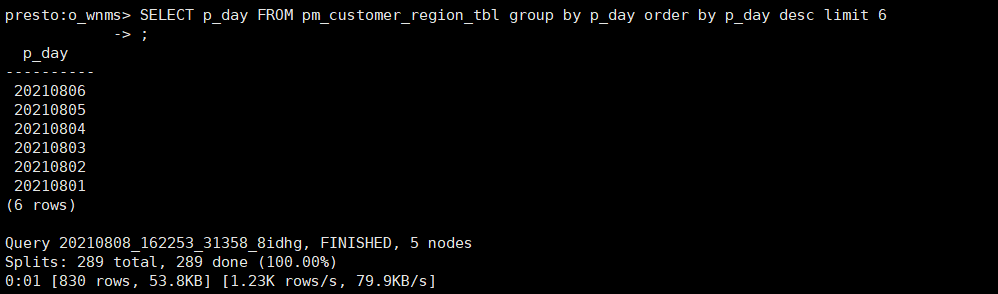 presto:o_wnms> SELECT p_day FROM pm_customer_region_tbl group by p_day order by p_day desc limit 6
            -> ;
  p_day
----------
 20210806
 20210805
 20210804
 20210803
 20210802
 20210801
(6 rows)

Query 20210808_162253_31358_8idhg, FINISHED, 5 nodes
Splits: 289 total, 289 done (100.00%)
0:01 [830 rows, 53.8KB] [1.23K rows/s, 79.9KB/s]